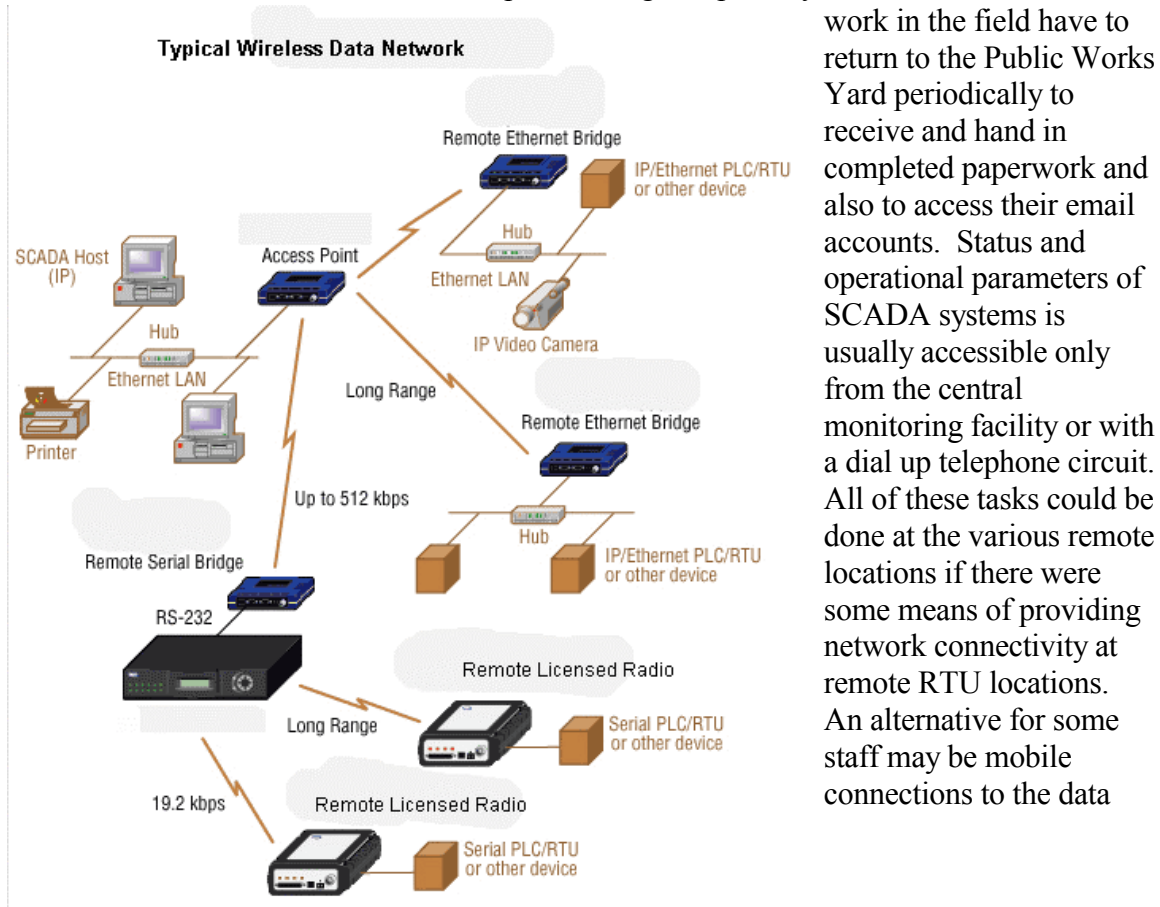 Typical Wireless Data Network
Remote Ethernet Bridge
IP/Ethernet PLC/RTU
or other device
Hub
Ethernet LAN
IP Video Camera
SCADA Host
(IP)
Access Point
Hub
Ethernet LAN
Printer
Long Range
Remote Ethernet Bridge
Hub
IP/Ethernet PLC/RTU
or other device
Up to 512 kbps
Remote Serial Bridge
RS-232
Long Range
Remote Licensed Radio
Serial PLC/RTU
or other device
19.2 kbps
Remote Licensed Radio
Serial PLC/RTU
or other device
work in the field have to
return to the Public Works
Yard periodically to
receive and hand in
completed paperwork and
also to access their email
accounts.  Status and
operational parameters of
SCADA systems is
usually accessible only
from the central
monitoring facility or with
a dial up telephone circuit.
All of these tasks could be
done at the various remote
locations if there were
some means of providing
network connectivity at
remote RTU locations.
An alternative for some
staff may be mobile
connections to the data